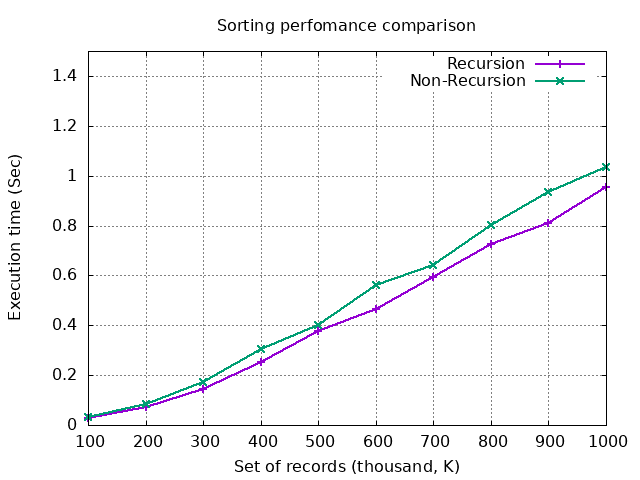 Sorting perfomance comparison
Recursion
Non-Recursion
1.4
1.2
1
0.8
0.6
0.4
0.2
0
Execution time (Sec)
100 200 300 400 500 600 700 800 900 1000
Set of records (thousand, K)